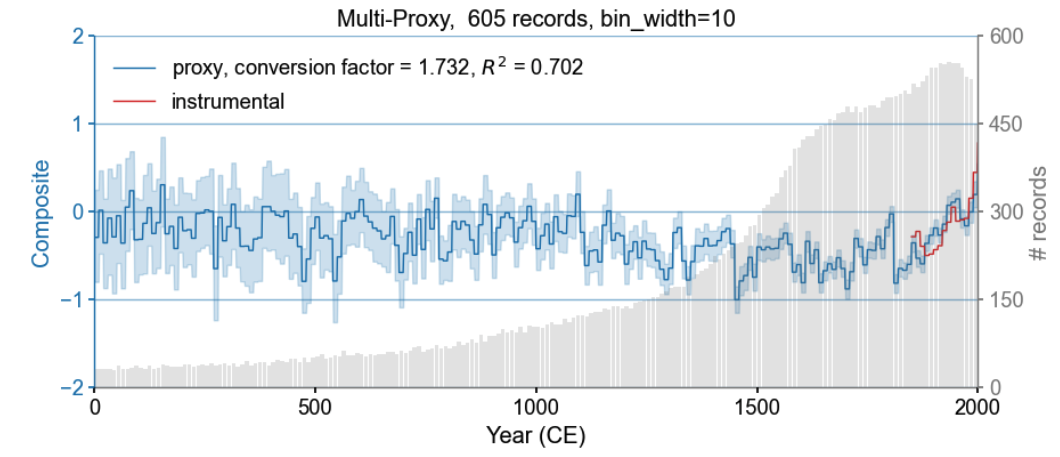 Multi-Proxy, 605 records, bin_width=10
proxy, conversion factor = 1.732, R² = 0.702
instrumental
Composite
2
1
0
−1
−2
600
450
300
150
0
# records
0 500 1000 1500 2000
Year (CE)